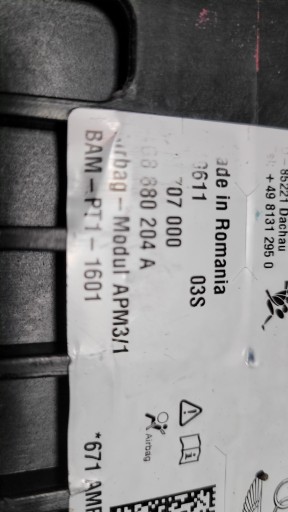 85221 Dachau
+ 49 8131 295 0
ade in Romania
3611 03S
707 000
880 204 A
irbag – Modul APM3/1
BAM – PT1 – 1601
Airbag
*671 AMF